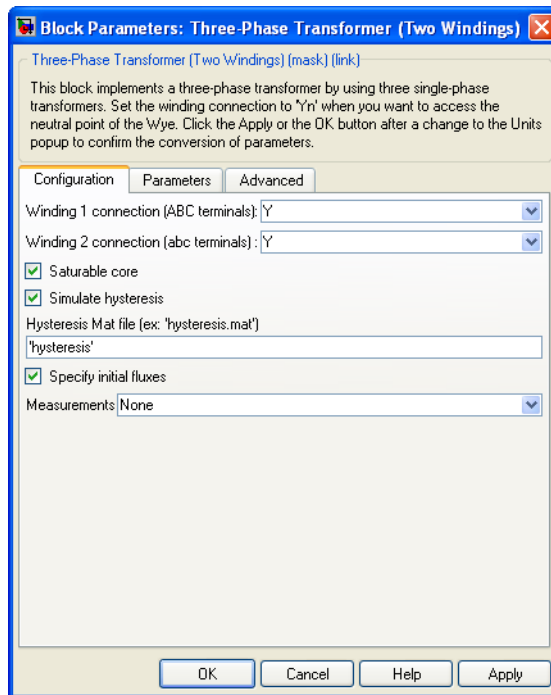 Block Parameters: Three-Phase Transformer (Two Windings)
Three-Phase Transformer (Two Windings) (mask) (link)
This block implements a three-phase transformer by using three single-phase
transformers. Set the winding connection to 'Yn' when you want to access the
neutral point of the Wye. Click the Apply or the OK button after a change to the Units
popup to confirm the conversion of parameters.
Configuration Parameters Advanced
Winding 1 connection (ABC terminals): Y
Winding 2 connection (abc terminals) : Y
Saturable core
Simulate hysteresis
Hysteresis Mat file (ex: 'hysteresis.mat')
'hysteresis'
Specify initial fluxes
Measurements None
OK Cancel Help Apply